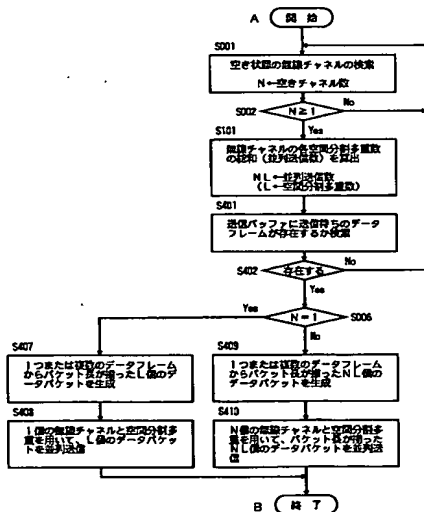 A 開始
S001
空き状態の無線チャネルの検索
N←空きチャネル数
S002 N≧1 No
Yes
S101
無線チャネルの各空間分割多重数
の総和（並列送信数）を算出
NL←並列送信数
（L←空間分割多重数）
S401
送信バッファに送信待ちのデータ
フレームが存在するか検索
S402 存在する No
Yes
Yes N=1 S006
No
S407
1つまたは複数のデータフレーム
からパケット長が揃ったL個のデ
ータパケットを生成
S409
1つまたは複数のデータフレーム
からパケット長が揃ったNL個の
データパケットを生成
S408
1個の無線チャネルと空間分割多
重を用いて、L個のデータパケッ
トを並列送信
S410
N個の無線チャネルと空間分割多
重を用いて、パケット長が揃った
NL個のデータパケットを並列送
信
B 終了